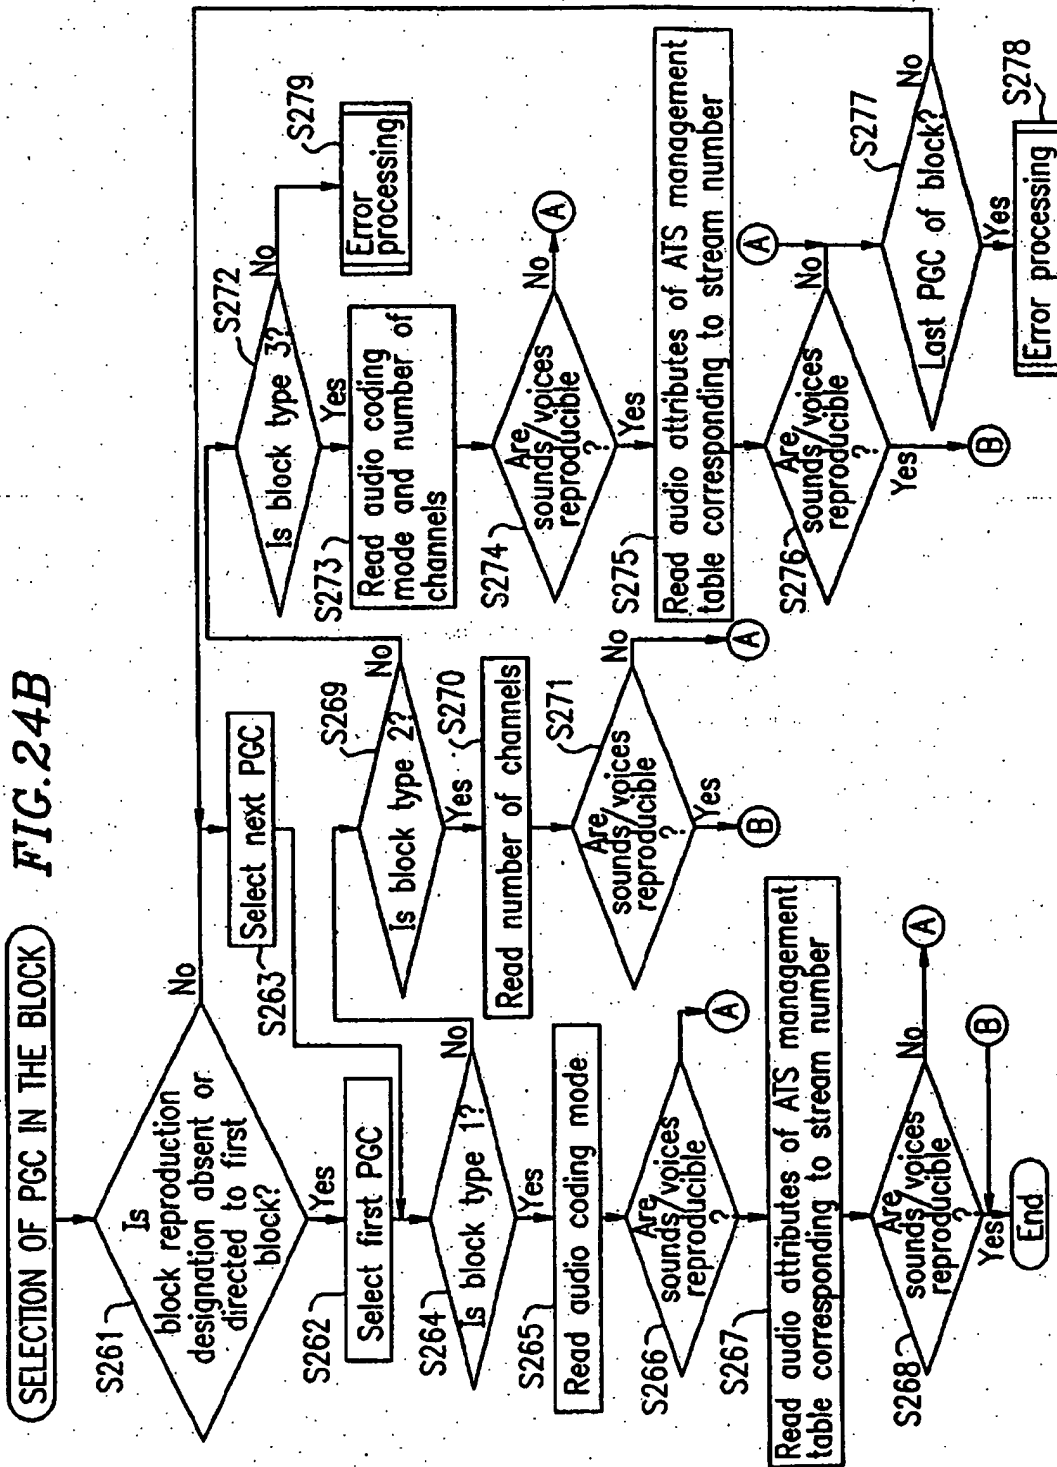 FIG.24B
SELECTION OF PGC IN THE BLOCK
S261
Is
block reproduction
designation absent or
directed to first
block?
No
Yes
S262
Select first PGC
S263
Select next PGC
S264
Is block type 1?
No
Yes
S265
Read audio coding mode
S266
Are
sounds/voices
reproducible
?
A
S267
Read audio attributes of ATS management
table corresponding to stream number
S268
Are
sounds/voices
reproducible
?
No
A
Yes
B
End
S269
Is block type 2?
No
Yes
S270
Read number of channels
S271
Are
sounds/voices
reproducible
?
No
A
Yes
B
S272
Is block type 3?
No
Yes
S279
Error
processing
S273
Read audio coding
mode and number of
channels
S274
Are
sounds/voices
reproducible
?
No
A
Yes
S275
Read audio attributes of ATS management
table corresponding to stream number
S276
Are
sounds/voices
reproducible
?
No
A
Yes
B
S277
Last PGC of block?
No
Yes
S278
Error processing